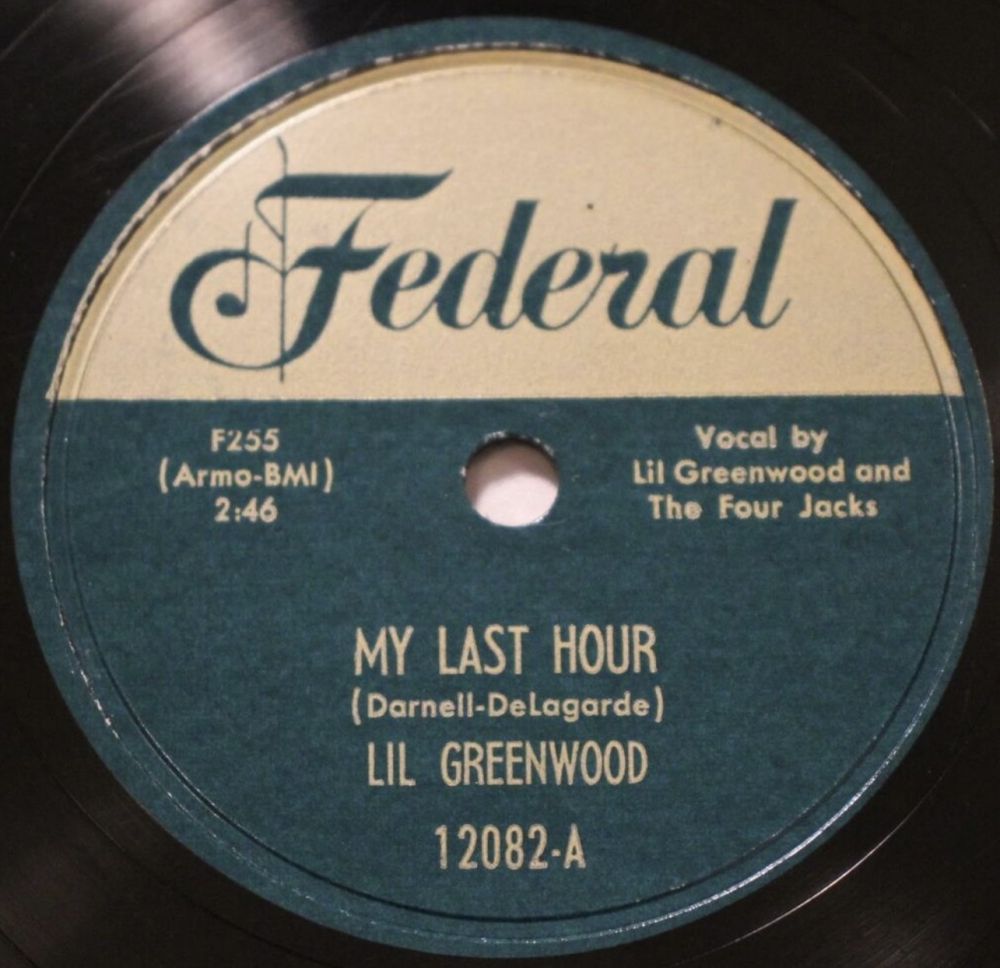 Federal
F255
(Armo-BMI)
2:46
Vocal by
Lil Greenwood and
The Four Jacks
MY LAST HOUR
(Darnell-DeLagarde)
LIL GREENWOOD
12082-A